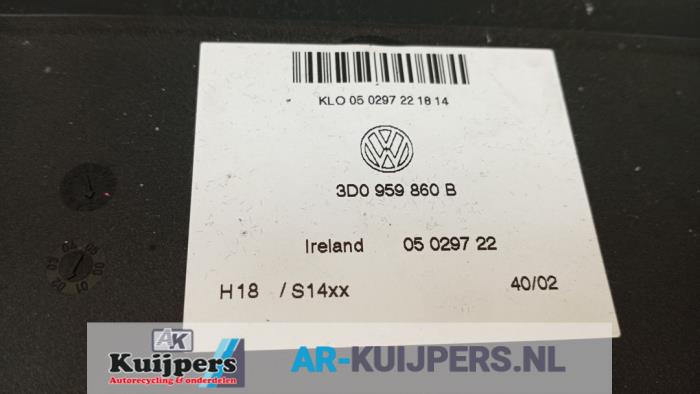 KLO 05 0297 22 18 14
3D0 959 860 B
Ireland 05 0297 22
H18 / S14xx 40/02
AK
Kuijpers
Autorecycling & onderdelen
AR-KUIJPERS.NL